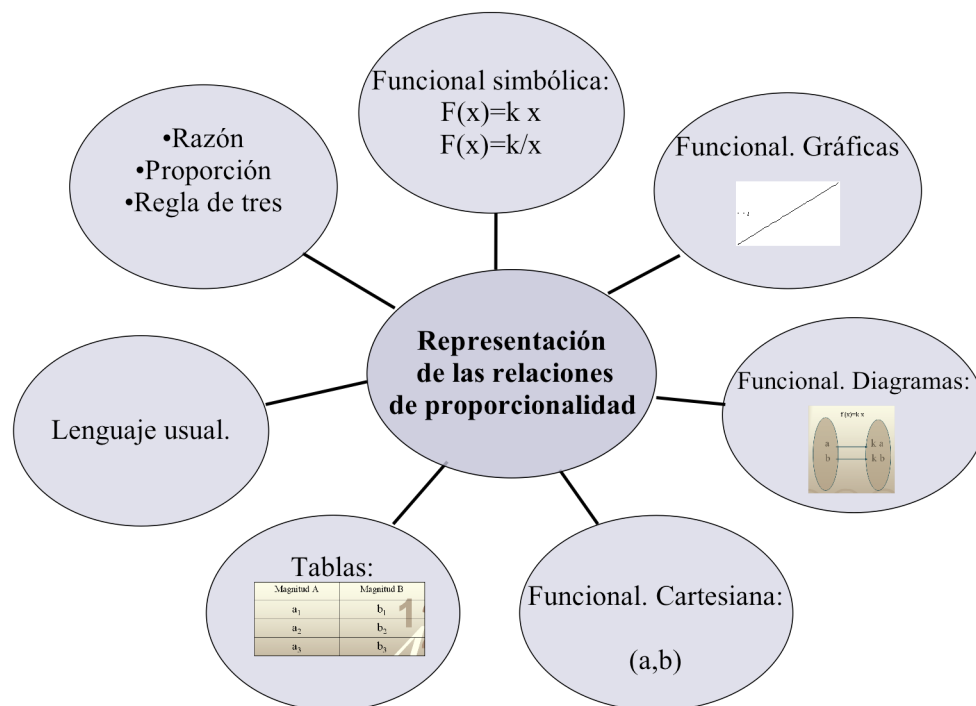 Funcional simbólica:
F(x)=k x
F(x)=k/x
•Razón
•Proporción
•Regla de tres
Funcional. Gráficas
Representación
de las relaciones
de proporcionalidad
Funcional. Diagramas:
f(x)=k x
a k a
b k b
Lenguaje usual.
Tablas:
Magnitud A Magnitud B
a₁ b₁
a₂ b₂
a₃ b₃
Funcional. Cartesiana:
(a,b)